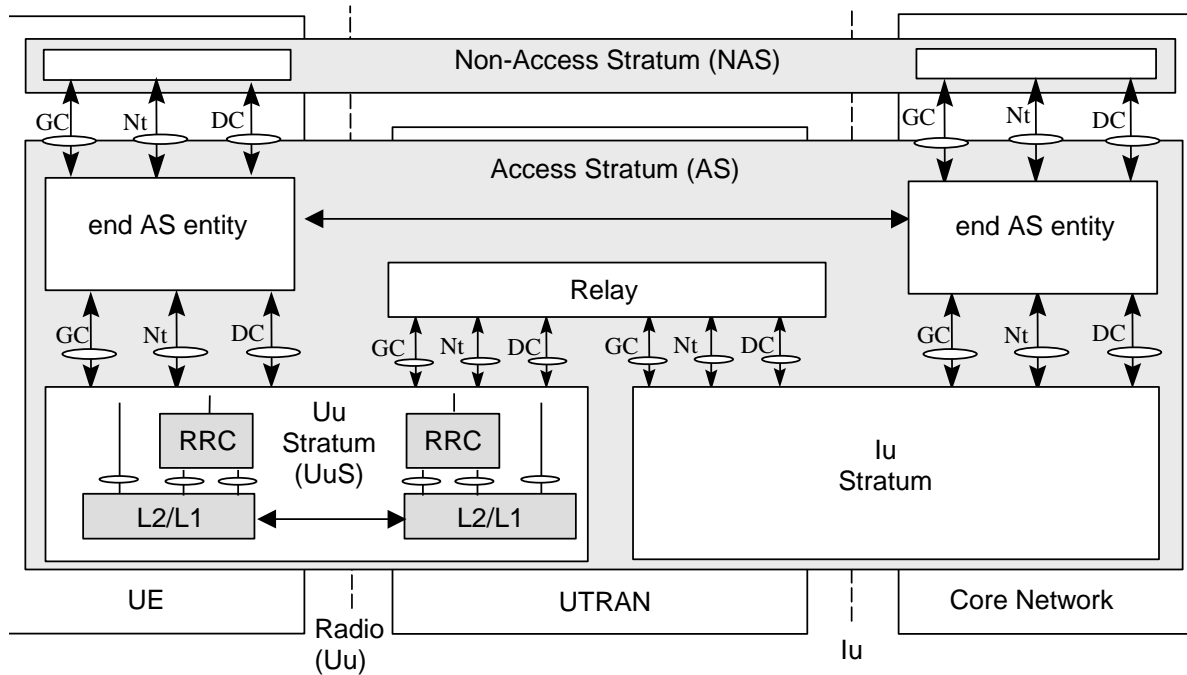 Non-Access Stratum (NAS)
GC Nt DC
GC Nt DC
Access Stratum (AS)
end AS entity
end AS entity
Relay
GC Nt DC
GC Nt DC
GC Nt DC
GC Nt DC
RRC
Uu
Stratum
(UuS)
RRC
L2/L1
L2/L1
Iu
Stratum
UE
UTRAN
Core Network
Radio
(Uu)
Iu